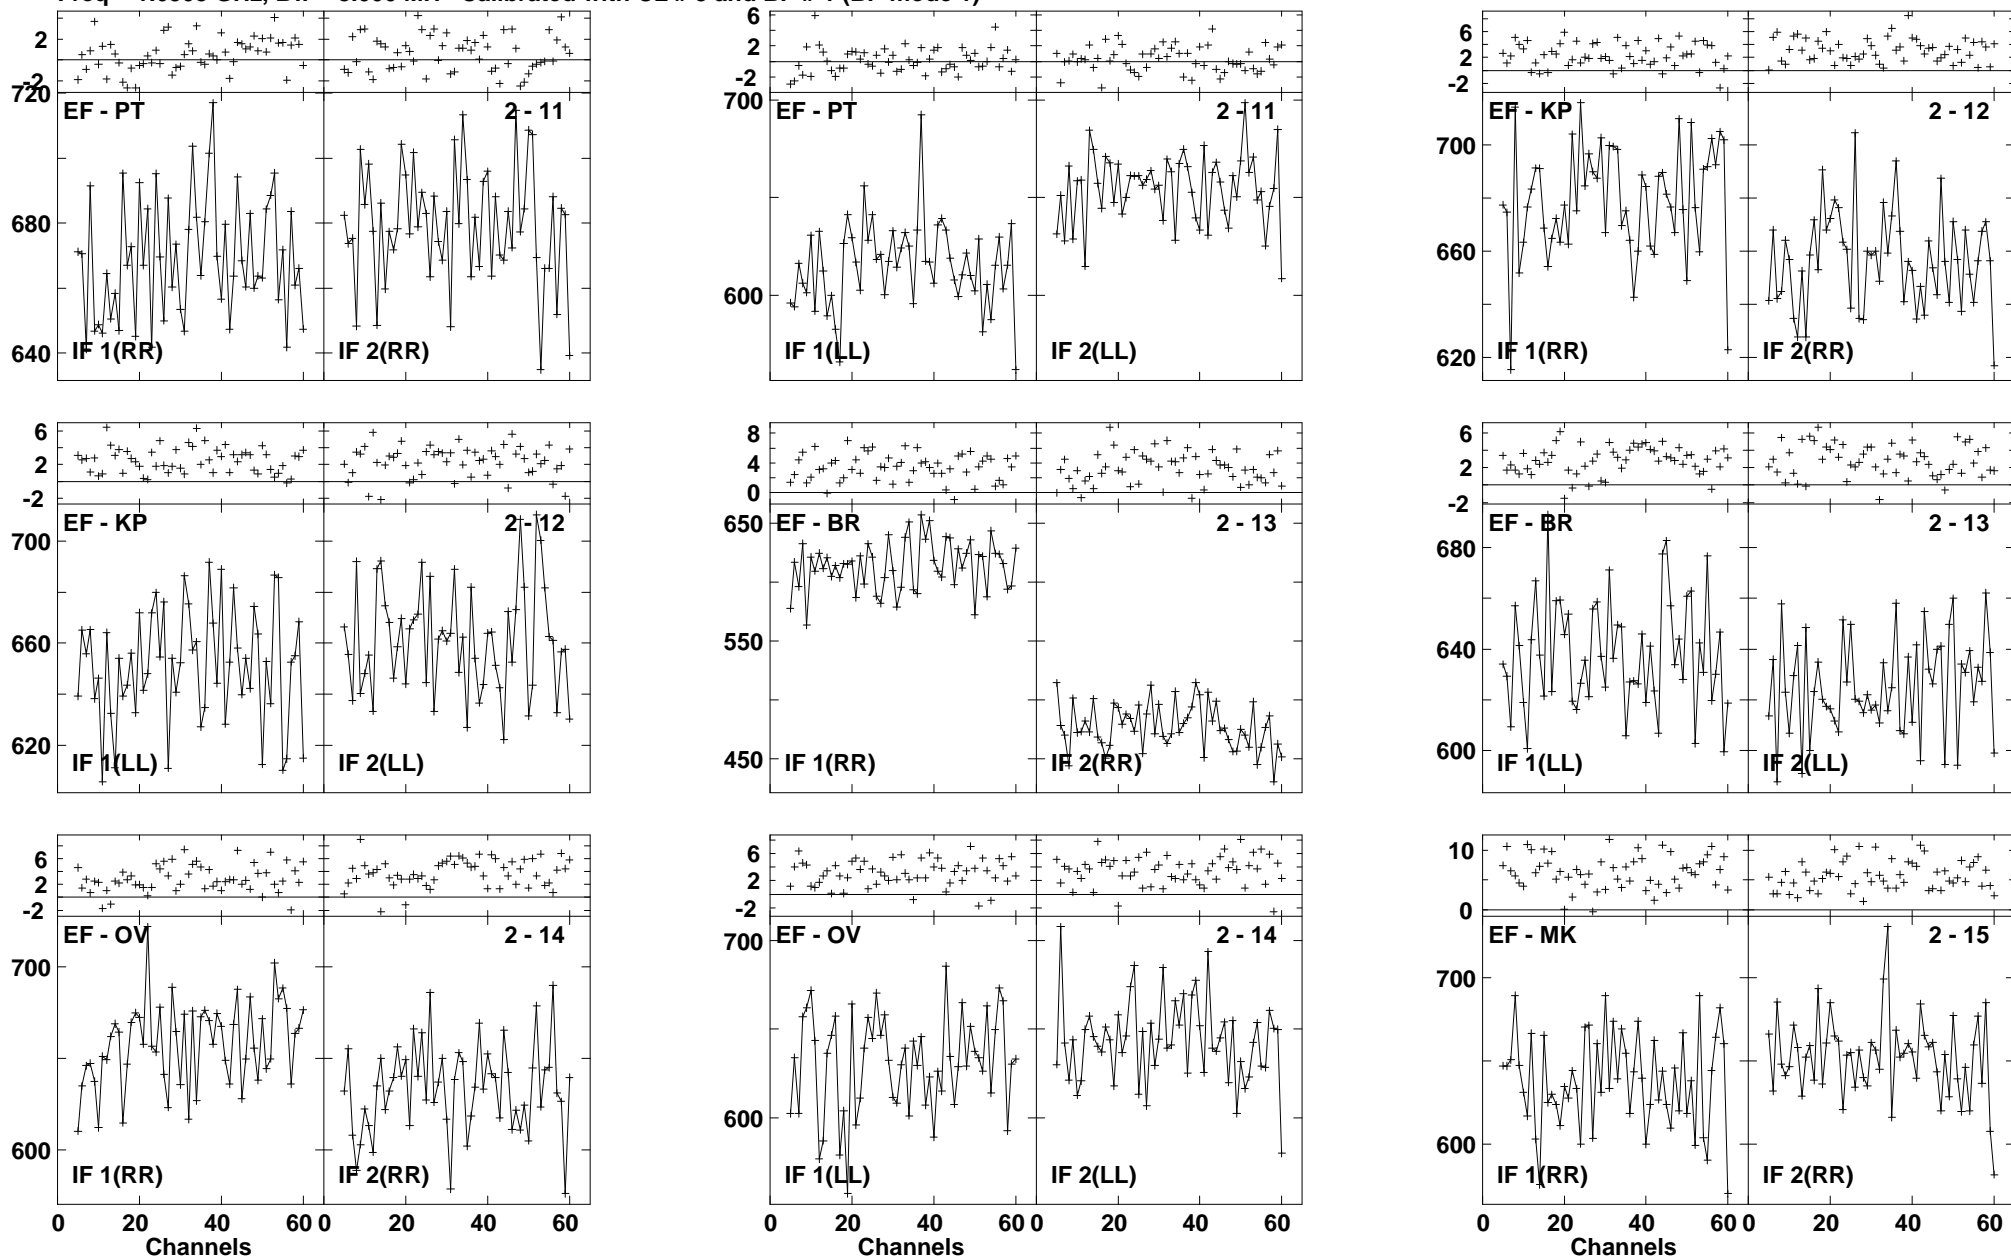 2 -2 6 2 -2 6 2 -2
720 680 640 EF - PT 2 - 11 IF 1(RR) IF 2(RR)
700 600 EF - PT 2 - 11 IF 1(LL) IF 2(LL)
700 660 620 EF - KP 2 - 12 IF 1(RR) IF 2(RR)
6 2 -2 8 4 0 6 2 -2
700 660 620 EF - KP 2 - 12 IF 1(LL) IF 2(LL)
650 550 450 EF - BR 2 - 13 IF 1(RR) IF 2(RR)
680 640 600 EF - BR 2 - 13 IF 1(LL) IF 2(LL)
6 2 -2 6 2 -2 10 0
700 600 EF - OV 2 - 14 IF 1(RR) IF 2(RR)
700 600 EF - OV 2 - 14 IF 1(LL) IF 2(LL)
700 600 EF - MK 2 - 15 IF 1(RR) IF 2(RR)
0 20 40 60 0 20 40 60 0 20 40 60 0 20 40 60 0 20 40 60 0 20 40 60
Channels Channels Channels